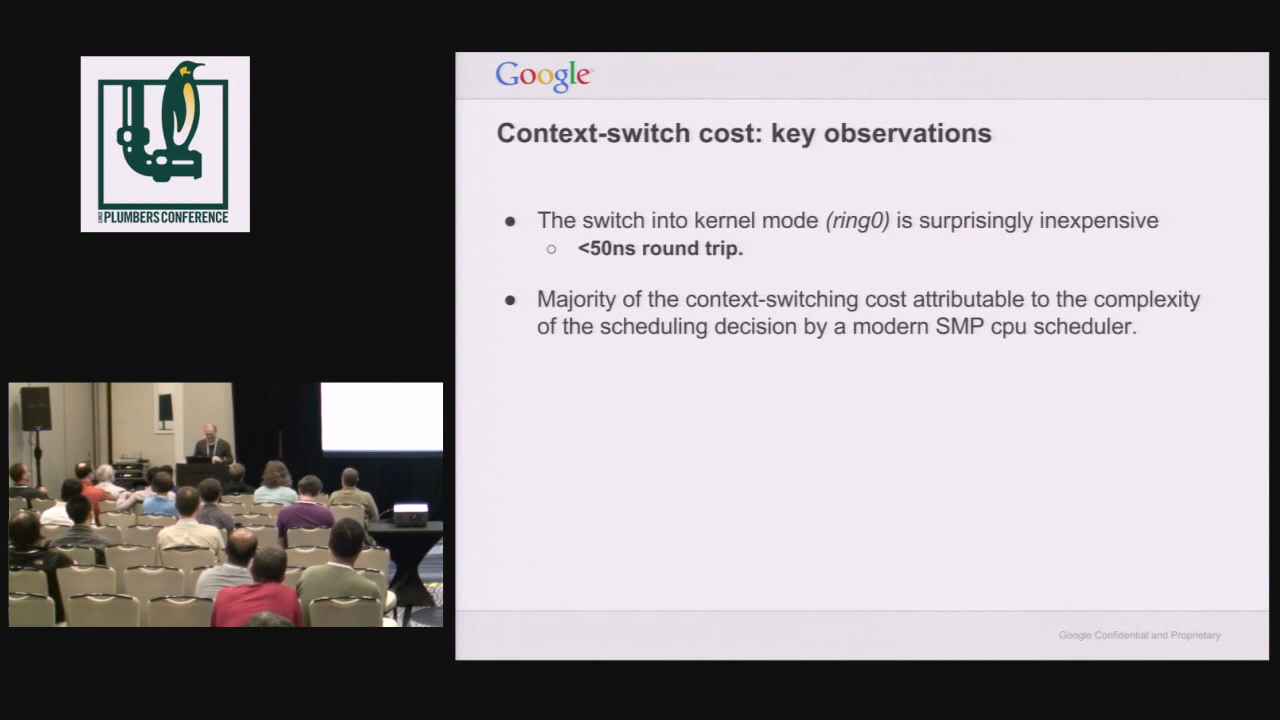 PLUMBERS CONFERENCE
Google
Context-switch cost: key observations
● The switch into kernel mode (ring0) is surprisingly inexpensive
○ <50ns round trip.
● Majority of the context-switching cost attributable to the complexity
of the scheduling decision by a modern SMP cpu scheduler.
Google Confidential and Proprietary